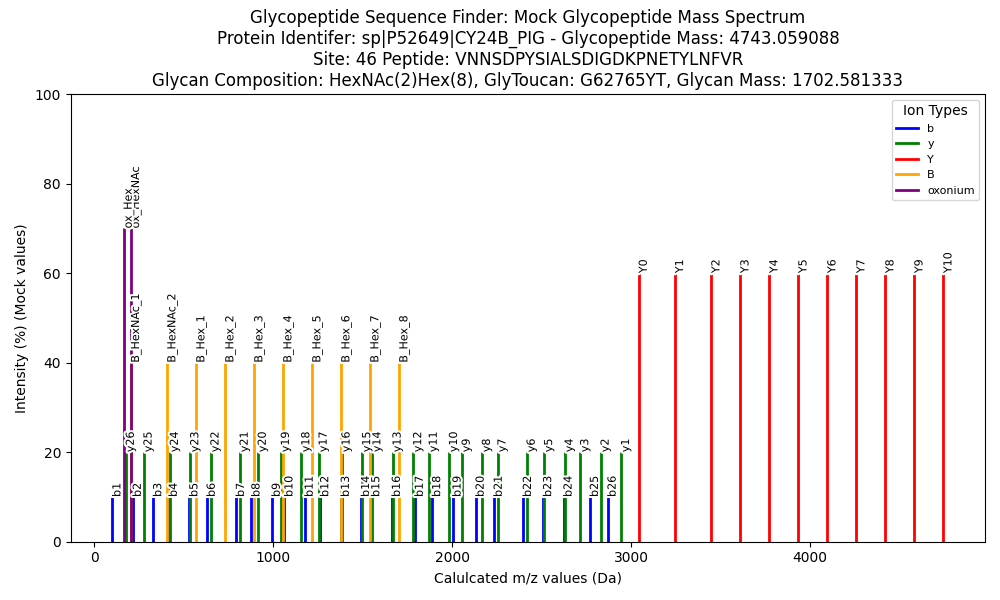 Glycopeptide Sequence Finder: Mock Glycopeptide Mass Spectrum
Protein Identifer: sp|P52649|CY24B_PIG - Glycopeptide Mass: 4743.059088
Site: 46 Peptide: VNNSDPYSIALSDIGDKPNETYLNFVR
Glycan Composition: HexNAc(2)Hex(8), GlyToucan: G62765YT, Glycan Mass: 1702.581333
100
80
60
40
20
0
Intensity (%) (Mock values)
Ion Types
b
y
Y
B
oxonium
ox_Hex
ox_HexNAc
Y0
Y1
Y2
Y3
Y4
Y5
Y6
Y7
Y8
Y9
Y10
B_HexNAc_1
B_HexNAc_2
B_Hex_1
B_Hex_2
B_Hex_3
B_Hex_4
B_Hex_5
B_Hex_6
B_Hex_7
B_Hex_8
y26
y25
y24
y23
y22
y21
y20
y19
y18
y17
y16
y15
y14
y13
y12
y11
y10
y9
y8
y7
y6
y5
y4
y3
y2
y1
b1
b2
b3
b4
b5
b6
b7
b8
b9
b10
b11
b12
b13
b14
b15
b16
b17
b18
b19
b20
b21
b22
b23
b24
b25
b26
0
1000
2000
3000
4000
Calulcated m/z values (Da)